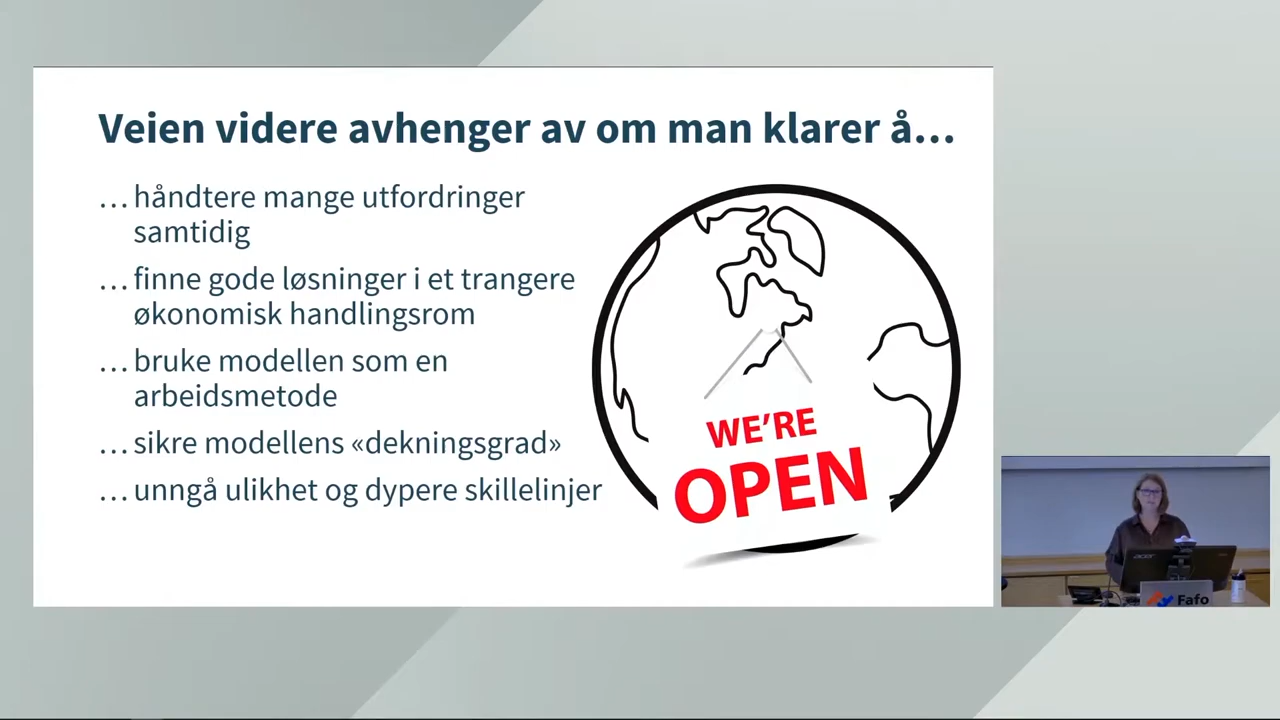 Veien videre avhenger av om man klarer å...
... håndtere mange utfordringer
samtidig
... finne gode løsninger i et trangere
økonomisk handlingsrom
... bruke modellen som en
arbeidsmetode
... sikre modellens «dekningsgrad»
... unngå ulikhet og dypere skillelinjer
WE'RE
OPEN
acer
Fafo